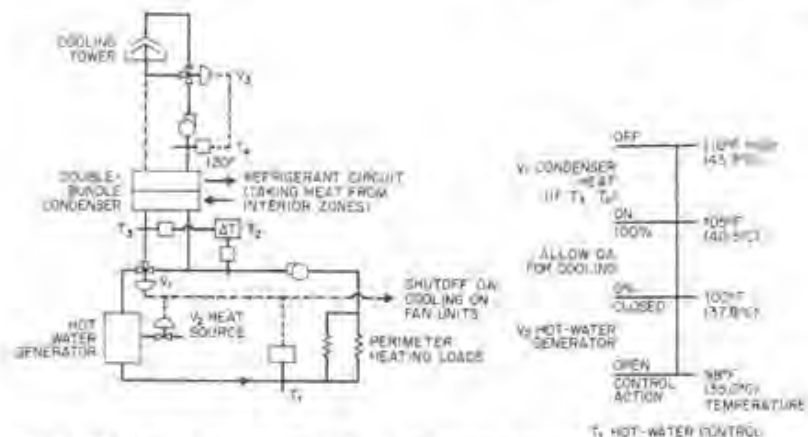 COOLING
TOWER
V3
T4
120F
DOUBLE-
BUNDLE
CONDENSER
REFRIGERANT CIRCUIT
(TAKING HEAT FROM
INTERIOR ZONES)
T3
ΔT
T2
V1
V2 HEAT
SOURCE
HOT
WATER
GENERATOR
SHUTOFF OA
COOLING ON
FAN UNITS
PERIMETER
HEATING LOADS
T1
OFF
V1 CONDENSER
HEAT
ON
100%
105°F
ALLOW OA
FOR COOLING
0%
CLOSED
100°F
(37.8°C)
V2 HOT-WATER
GENERATOR
OPEN
CONTROL
ACTION
TEMPERATURE
T1 HOT-WATER CONTROL